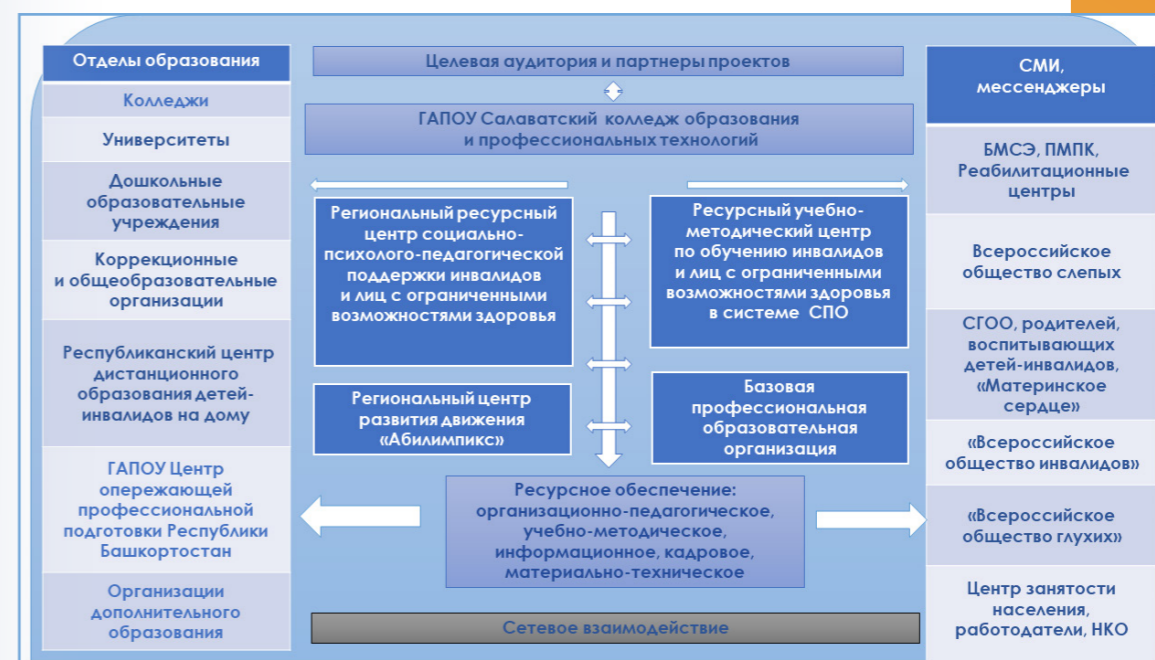 Отделы образования
Колледжи
Университеты
Дошкольные
образовательные
учреждения
Коррекционные
и общеобразовательные
организации
Республиканский центр
дистанционного
образования детей-
инвалидов на дому
ГАПОУ Центр
опережающей
профессиональной
подготовки Республики
Башкортостан
Организации
дополнительного
образования
Целевая аудитория и партнеры проектов
ГАПОУ Салаватский колледж образования
и профессиональных технологий
Региональный ресурсный
центр социально-
психолого-педагогической
поддержки инвалидов
и лиц с ограниченными
возможностями здоровья
Ресурсный учебно-
методический центр
по обучению инвалидов
и лиц с ограниченными
возможностями здоровья
в системе СПО
Региональный центр
развития движения
«Абилимпикс»
Базовая
профессиональная
образовательная
организация
Ресурсное обеспечение:
организационно-педагогическое,
учебно-методическое,
информационное, кадровое,
материально-техническое
Сетевое взаимодействие
СМИ,
мессенджеры
БМСЭ, ПМПК,
Реабилитационные
центры
Всероссийское
общество слепых
СГОО, родителей,
воспитывающих
детей-инвалидов,
«Материнское
сердце»
«Всероссийское
общество инвалидов»
«Всероссийское
общество глухих»
Центр занятости
населения,
работодатели, НКО